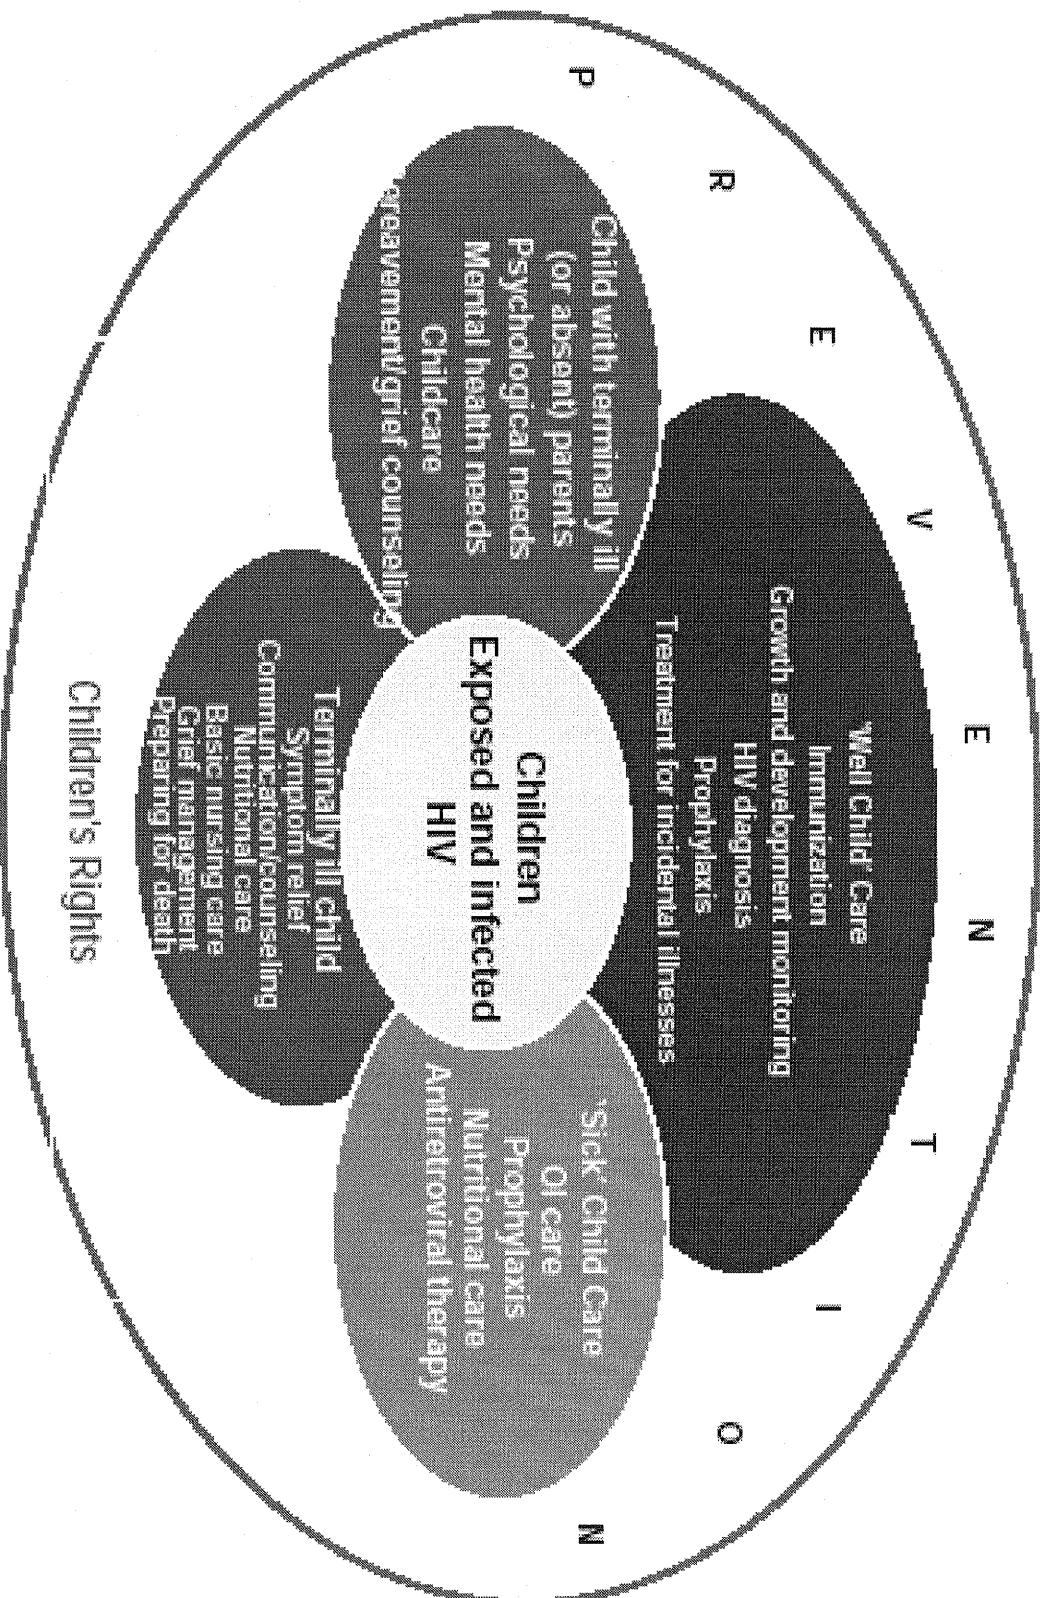 P R E V E N T I O N
'Well Child' Care
Immunization
Growth and development monitoring
HIV diagnosis
Prophylaxis
Treatment for incidental illnesses
Child with terminally ill
(or absent) parents
Psychological needs
Mental health needs
Childcare
Bereavement/grief counseling
Children
Exposed and infected
HIV
'Sick' Child Care
OI care
Prophylaxis
Nutritional care
Antiretroviral therapy
Terminally ill Child
Symptom relief
Communication/counseling
Nutritional care
Basic nursing care
Grief management
Preparing for death
Children's Rights